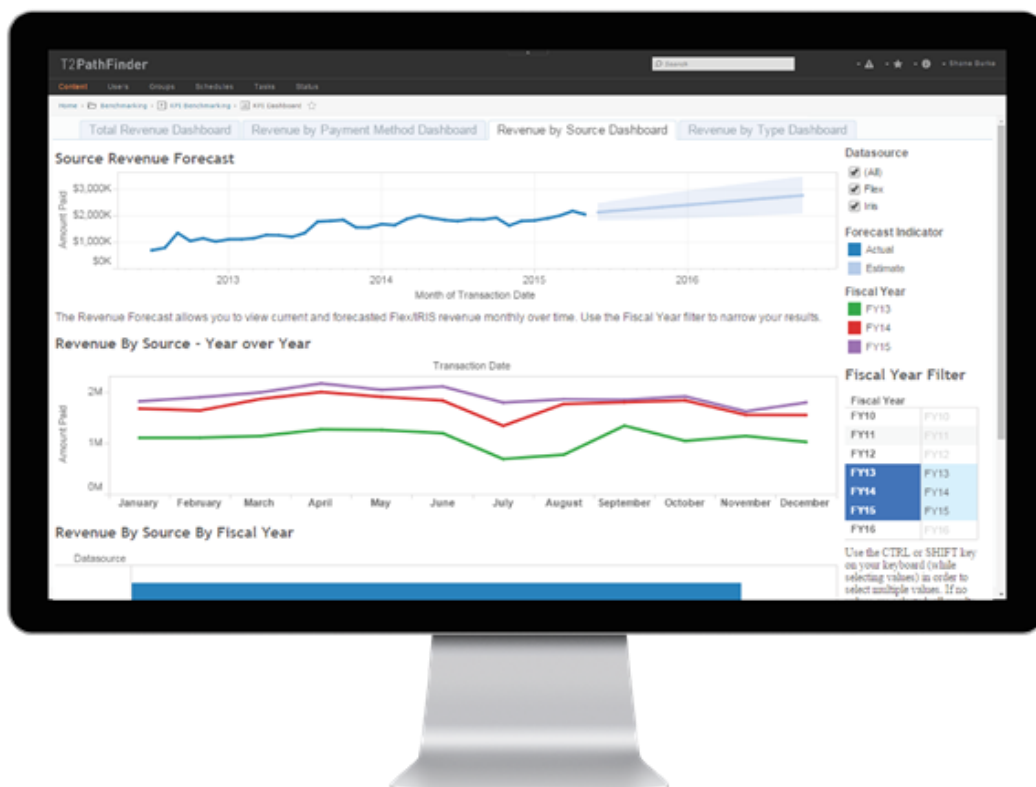 T2PathFinder
Search
Shane Burke
Content Users Groups Schedules Tasks Status
Home Benchmarking KPI Benchmarking KPI Dashboard
Total Revenue Dashboard Revenue by Payment Method Dashboard Revenue by Source Dashboard Revenue by Type Dashboard
Source Revenue Forecast
Amount Paid
$3,000K
$2,000K
$1,000K
$0K
2013 2014 2015 2016
Month of Transaction Date
The Revenue Forecast allows you to view current and forecasted Flex/IRIS revenue monthly over time. Use the Fiscal Year filter to narrow your results.
Revenue By Source - Year over Year
Transaction Date
Amount Paid
2M
1M
0M
January February March April May June July August September October November December
Revenue By Source By Fiscal Year
Datasource
Datasource
(All)
Flex
Iris
Forecast Indicator
Actual
Estimate
Fiscal Year
FY13
FY14
FY15
Fiscal Year Filter
Fiscal Year
FY10 FY10
FY11 FY11
FY12 FY12
FY13 FY13
FY14 FY14
FY15 FY15
FY16 FY16
Use the CTRL or SHIFT key
on your keyboard (while
selecting values) in order to
select multiple values. If no